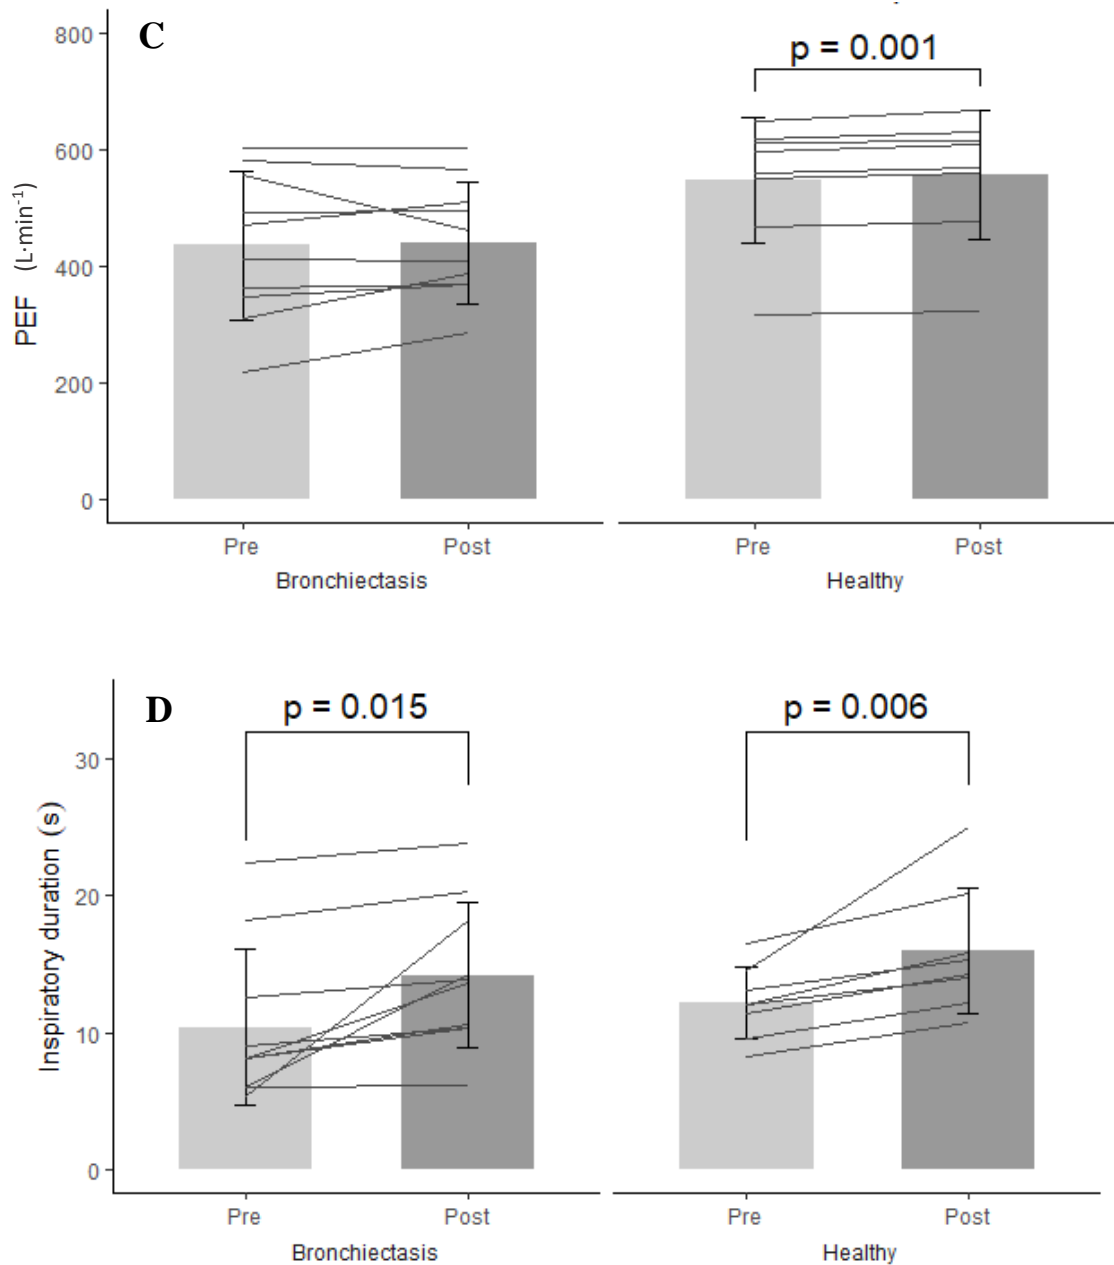 C
p = 0.001
800
600
400
200
0
PEF (L·min⁻¹)
Pre
Post
Pre
Post
Bronchiectasis
Healthy
D
p = 0.015
p = 0.006
30
20
10
0
Inspiratory duration (s)
Pre
Post
Pre
Post
Bronchiectasis
Healthy